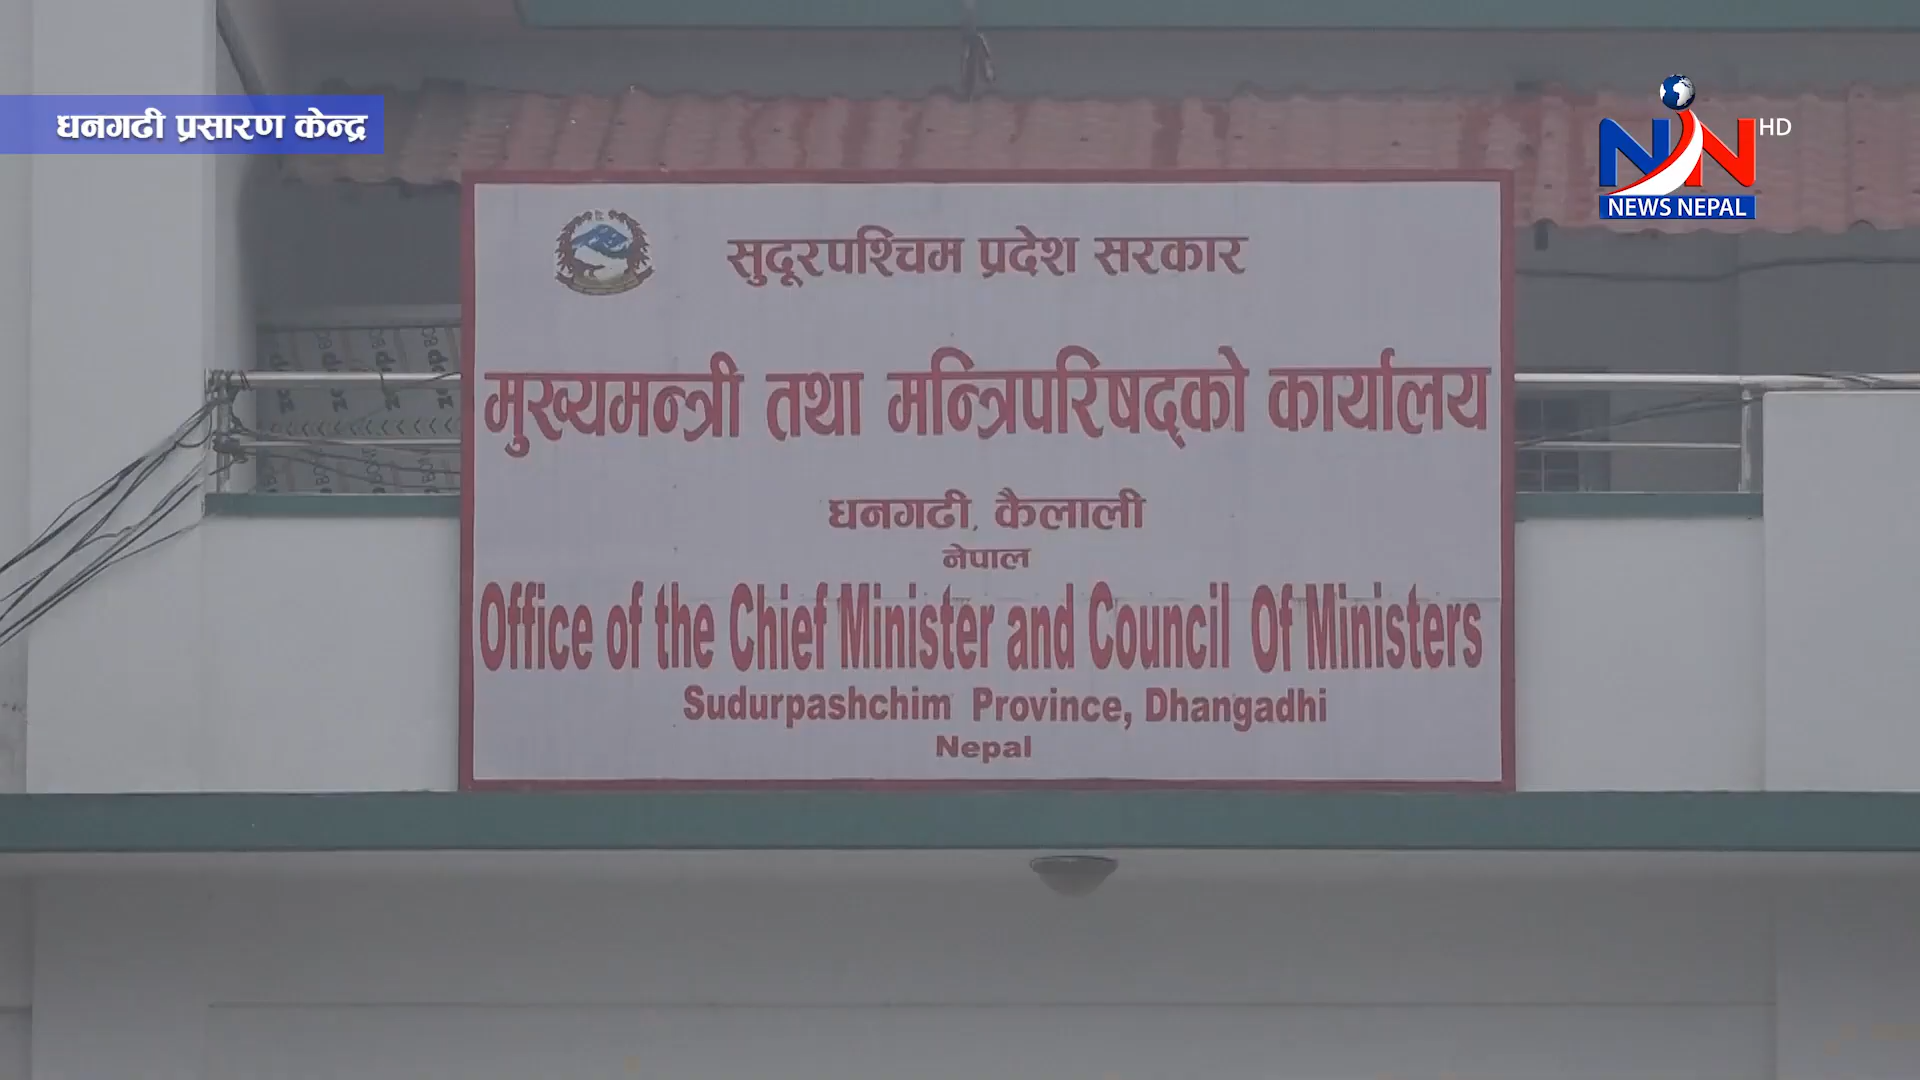 धनगढी प्रसारण केन्द्र
NN HD
NEWS NEPAL
सुदूरपश्चिम प्रदेश सरकार
मुख्यमन्त्री तथा मन्त्रिपरिषद्को कार्यालय
धनगढी, कैलाली
नेपाल
Office of the Chief Minister and Council Of Ministers
Sudurpashchim Province, Dhangadhi
Nepal